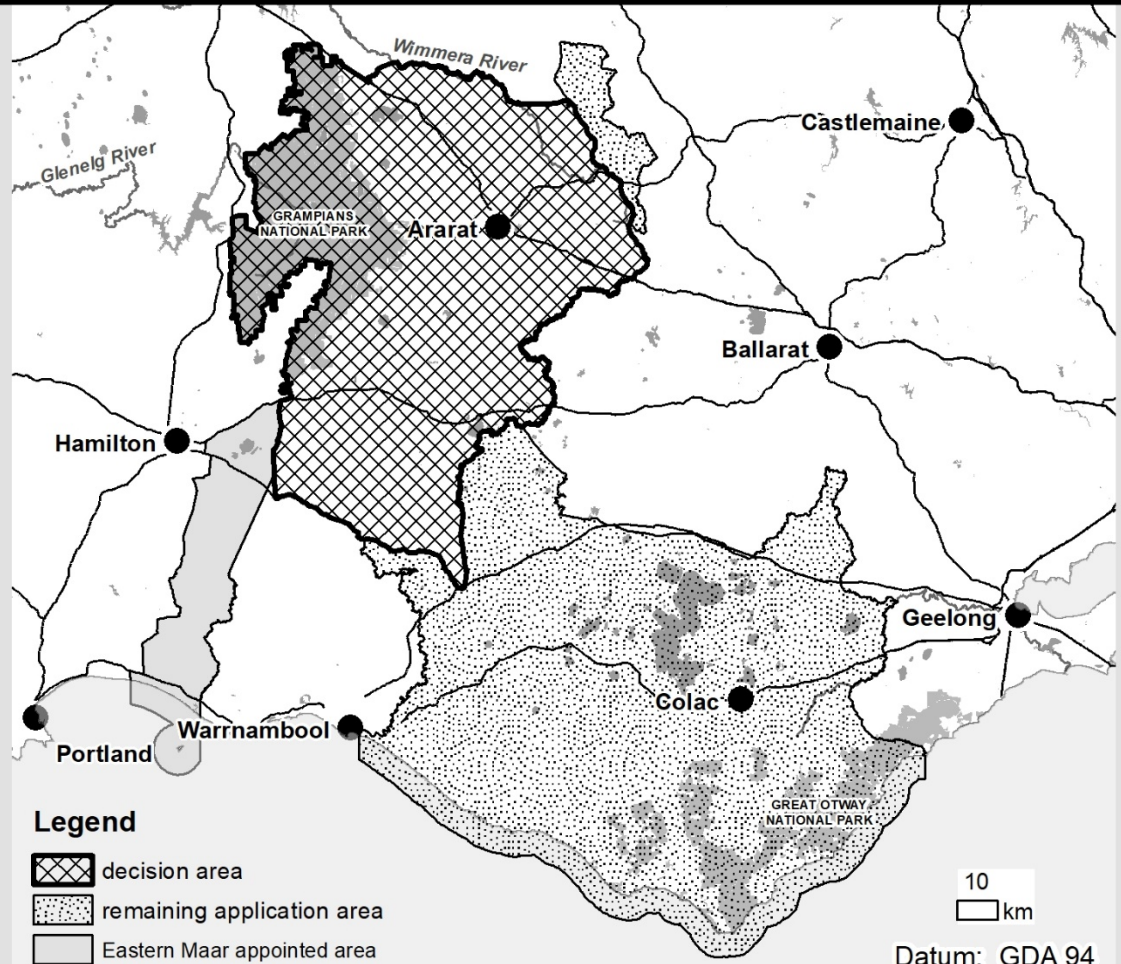 Wimmera River
Castlemaine
Glenelg River
GRAMPIANS
NATIONAL PARK
Ararat
Ballarat
Hamilton
Geelong
Colac
Warrnambool
Portland
GREAT OTWAY
NATIONAL PARK
Legend
decision area
remaining application area
Eastern Maar appointed area
10
km
Datum: GDA 94